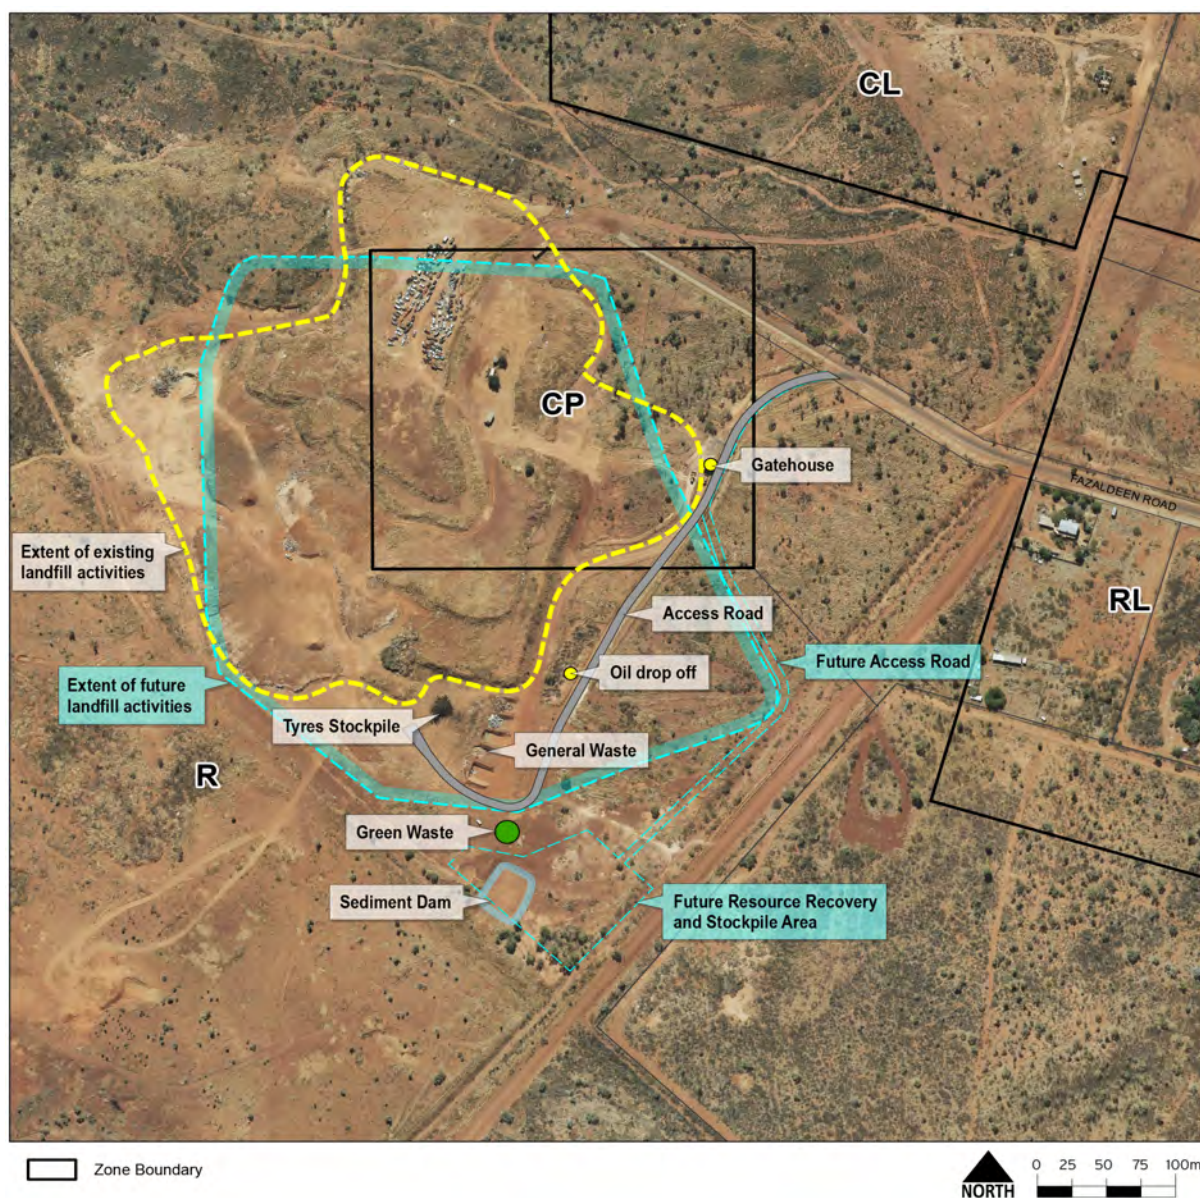 CL
CP
Gatehouse
FAZALDEEN ROAD
Extent of existing
landfill activities
RL
Access Road
Future Access Road
Oil drop off
Extent of future
landfill activities
Tyres Stockpile
General Waste
R
Green Waste
Sediment Dam
Future Resource Recovery
and Stockpile Area
Zone Boundary
NORTH
0 25 50 75 100m